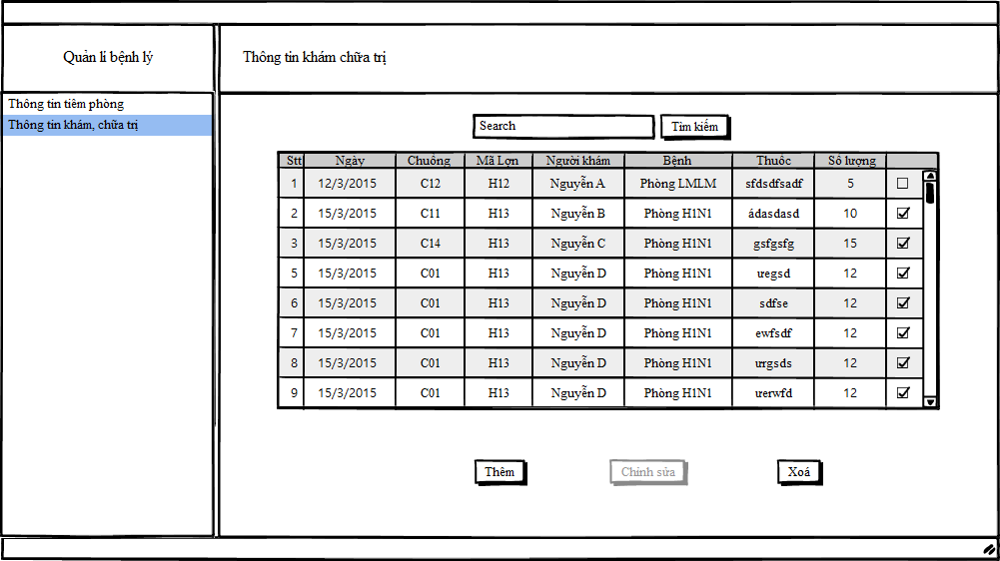 Quản lí bệnh lý
Thông tin khám chữa trị
Thông tin tiêm phòng
Thông tin khám, chữa trị
Search Tìm kiếm
Stt Ngày Chuồng Mã Lợn Người khám Bệnh Thuốc Số lượng
1 12/3/2015 C12 H12 Nguyễn A Phòng LMLM sfdsdfsadf 5
2 15/3/2015 C11 H13 Nguyễn B Phòng H1N1 ádasdasd 10
3 15/3/2015 C14 H13 Nguyễn C Phòng H1N1 gsfgsfg 15
5 15/3/2015 C01 H13 Nguyễn D Phòng H1N1 uregsd 12
6 15/3/2015 C01 H13 Nguyễn D Phòng H1N1 sdfse 12
7 15/3/2015 C01 H13 Nguyễn D Phòng H1N1 ewfsdf 12
8 15/3/2015 C01 H13 Nguyễn D Phòng H1N1 urgsds 12
9 15/3/2015 C01 H13 Nguyễn D Phòng H1N1 urerwfd 12
Thêm Chỉnh sửa Xoá